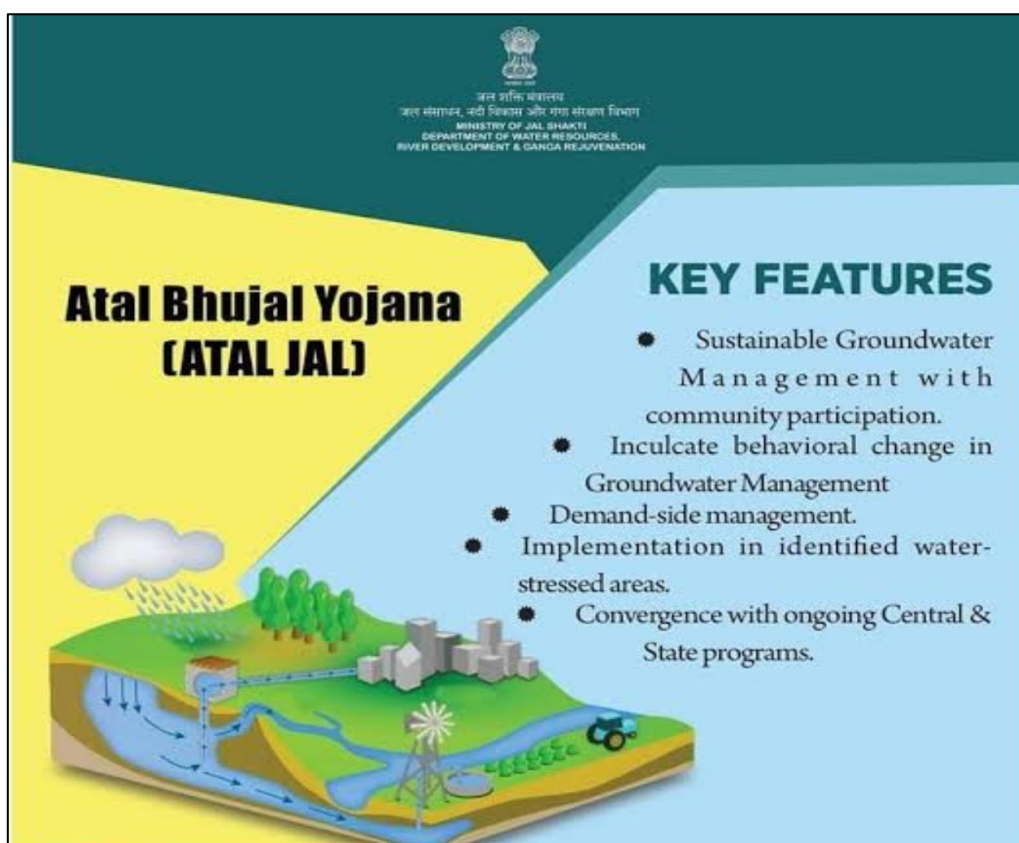 जल शक्ति मंत्रालय
जल संसाधन, नदी विकास और गंगा संरक्षण विभाग
MINISTRY OF JAL SHAKTI
DEPARTMENT OF WATER RESOURCES,
RIVER DEVELOPMENT & GANGA REJUVENATION
Atal Bhujal Yojana
(ATAL JAL)
KEY FEATURES
Sustainable Groundwater
Management with
community participation.
Inculcate behavioral change in
Groundwater Management
Demand-side management.
Implementation in identified water-
stressed areas.
Convergence with ongoing Central &
State programs.